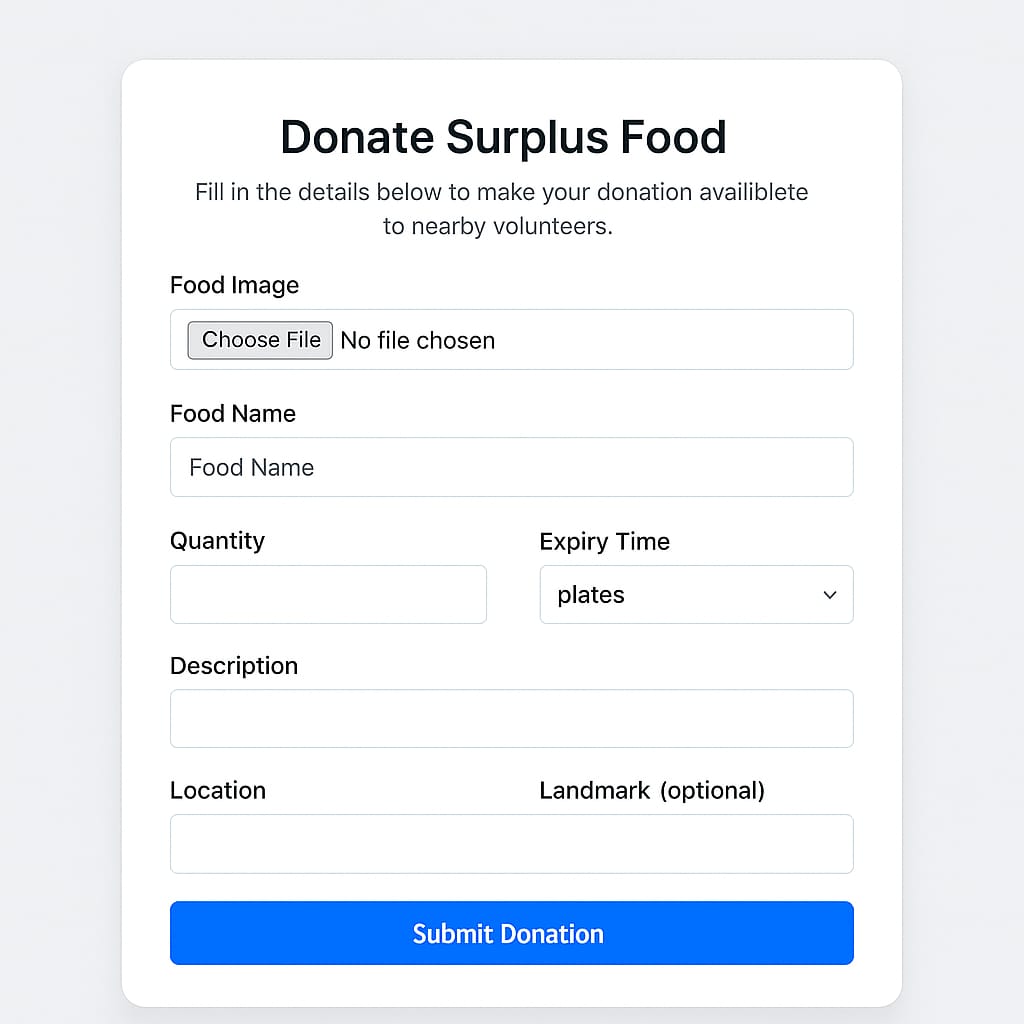 Donate Surplus Food
Fill in the details below to make your donation availiblete
to nearby volunteers.
Food Image
Choose File No file chosen
Food Name
Food Name
Quantity
Expiry Time
plates
Description
Location
Landmark (optional)
Submit Donation